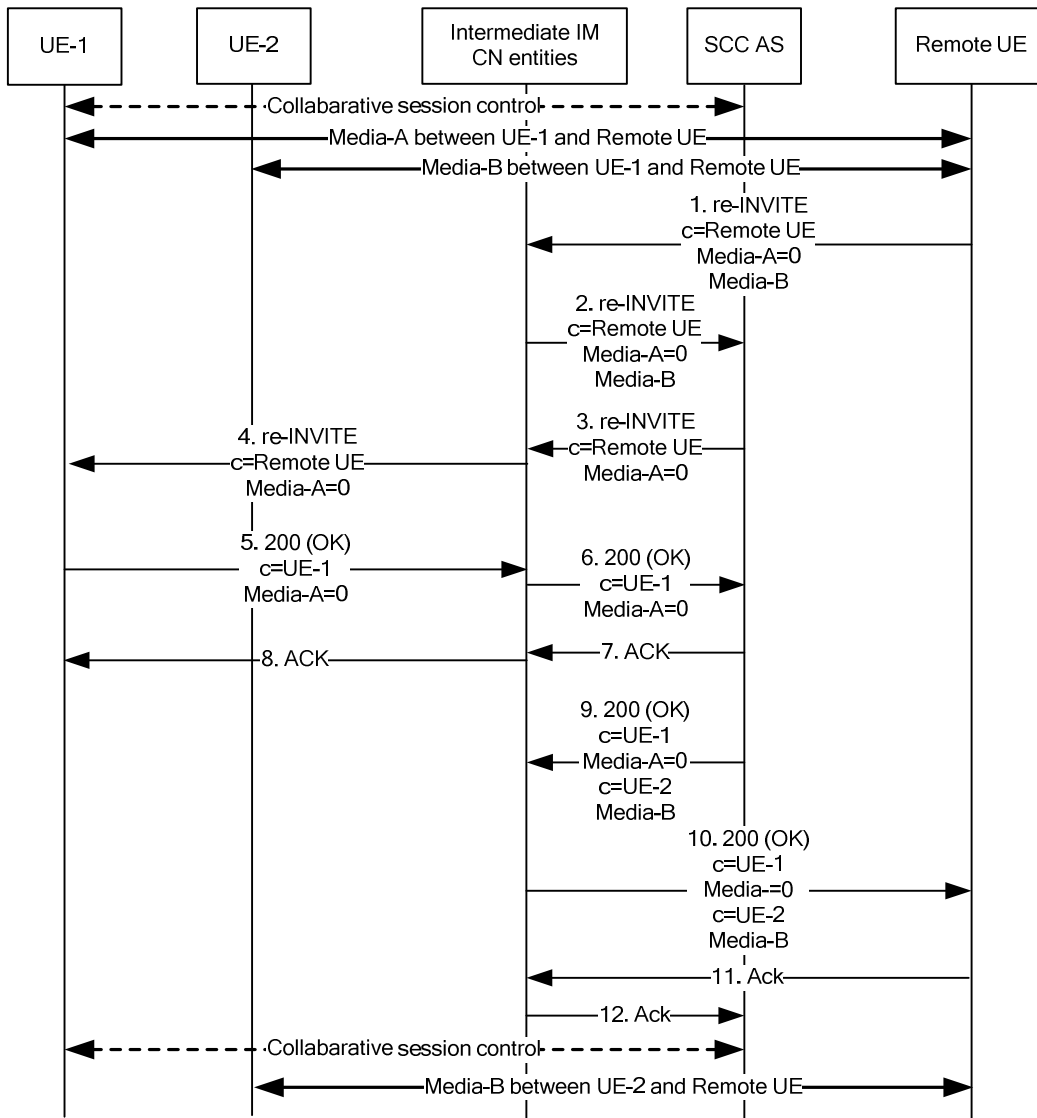 UE-1
UE-2
Intermediate IM
CN entities
SCC AS
Remote UE
Collabarative session control
Media-A between UE-1 and Remote UE
Media-B between UE-1 and Remote UE
1. re-INVITE
c=Remote UE
Media-A=0
Media-B
2. re-INVITE
c=Remote UE
Media-A=0
Media-B
3. re-INVITE
c=Remote UE
Media-A=0
4. re-INVITE
c=Remote UE
Media-A=0
5. 200 (OK)
c=UE-1
Media-A=0
6. 200 (OK)
c=UE-1
Media-A=0
7. ACK
8. ACK
9. 200 (OK)
c=UE-1
Media-A=0
c=UE-2
Media-B
10. 200 (OK)
c=UE-1
Media-=0
c=UE-2
Media-B
11. Ack
12. Ack
Collabarative session control
Media-B between UE-2 and Remote UE